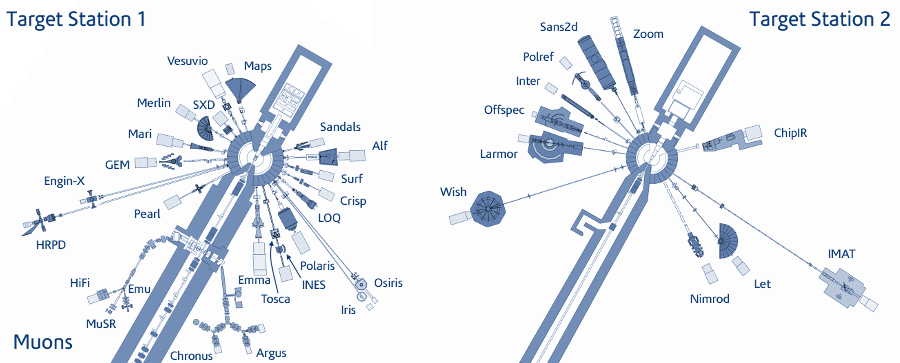 Target Station 1
Target Station 2
Vesuvio
Maps
Merlin
SXD
Mari
GEM
Engin-X
HRPD
Pearl
Sandals
Alf
Surf
Crisp
LOQ
Polaris
INES
Osiris
Iris
Emma
Tosca
HiFi
Emu
MuSR
Muons
Chronus
Argus
Sans2d
Zoom
Polref
Inter
Offspec
Larmor
Wish
ChipIR
IMAT
Let
Nimrod